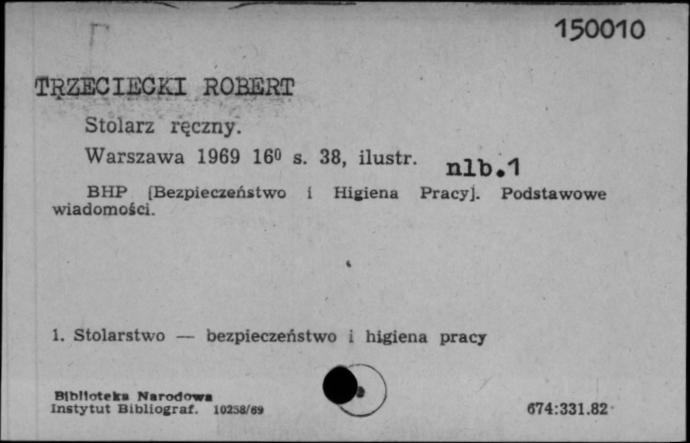 150010
TRZECIECKI ROBERT
Stolarz ręczny.
Warszawa 1969 16⁰ s. 38, ilustr. nlb.1
BHP [Bezpieczeństwo i Higiena Pracy]. Podstawowe
wiadomości.
1. Stolarstwo — bezpieczeństwo i higiena pracy
Biblioteka Narodowa
Instytut Bibliograf. 10258/69
674:331.82